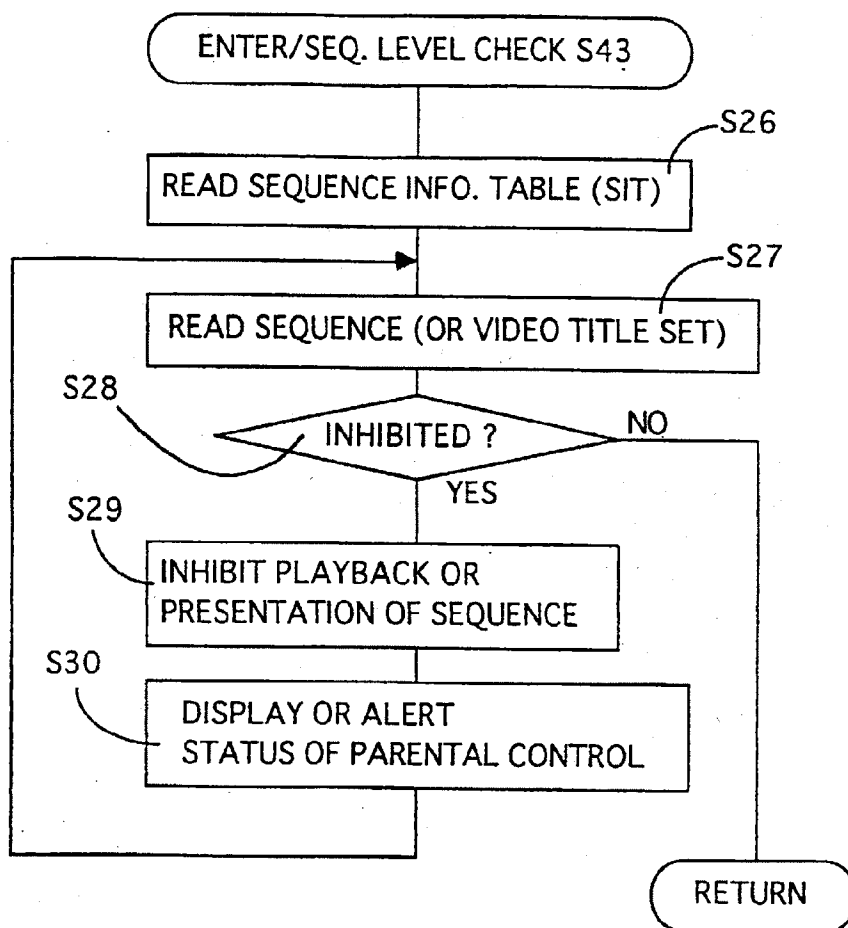 ENTER/SEQ. LEVEL CHECK S43
S26
READ SEQUENCE INFO. TABLE (SIT)
S27
READ SEQUENCE (OR VIDEO TITLE SET)
S28
INHIBITED ?
NO
YES
S29
INHIBIT PLAYBACK OR
PRESENTATION OF SEQUENCE
S30
DISPLAY OR ALERT
STATUS OF PARENTAL CONTROL
RETURN